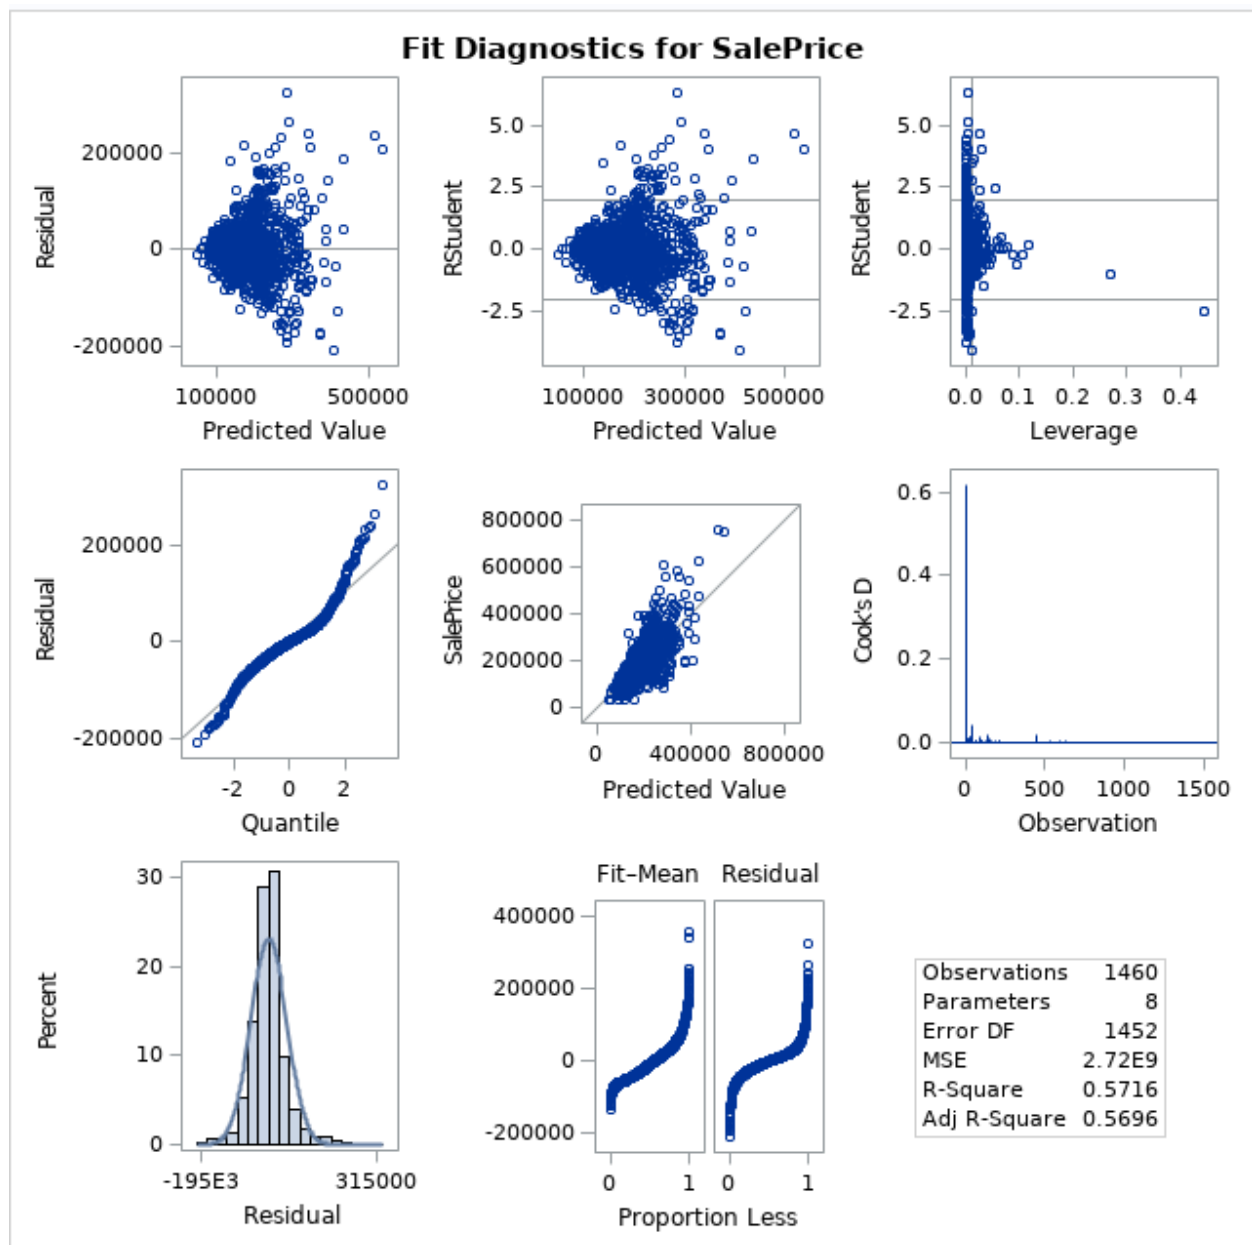 Fit Diagnostics for SalePrice
Residual
200000
0
-200000
100000 500000
Predicted Value
RStudent
5.0
2.5
0.0
-2.5
100000 300000 500000
Predicted Value
RStudent
5.0
2.5
0.0
-2.5
0.0 0.1 0.2 0.3 0.4
Leverage
Residual
200000
0
-200000
-2 0 2
Quantile
SalePrice
800000
600000
400000
200000
0
0 400000 800000
Predicted Value
Cook's D
0.6
0.4
0.2
0.0
0 500 1000 1500
Observation
Percent
30
20
10
0
-195E3 315000
Residual
Fit–Mean Residual
400000
200000
0
-200000
0 1 0 1
Proportion Less
Observations 1460
Parameters 8
Error DF 1452
MSE 2.72E9
R-Square 0.5716
Adj R-Square 0.5696